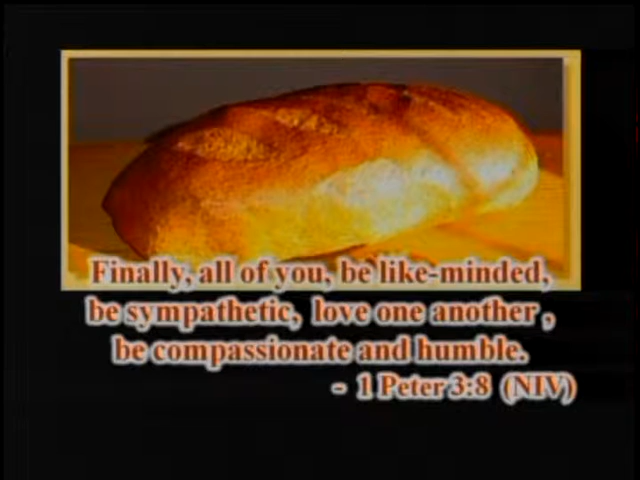 Finally, all of you, be like-minded,
be sympathetic, love one another ,
be compassionate and humble.
- 1 Peter 3:8 (NIV)